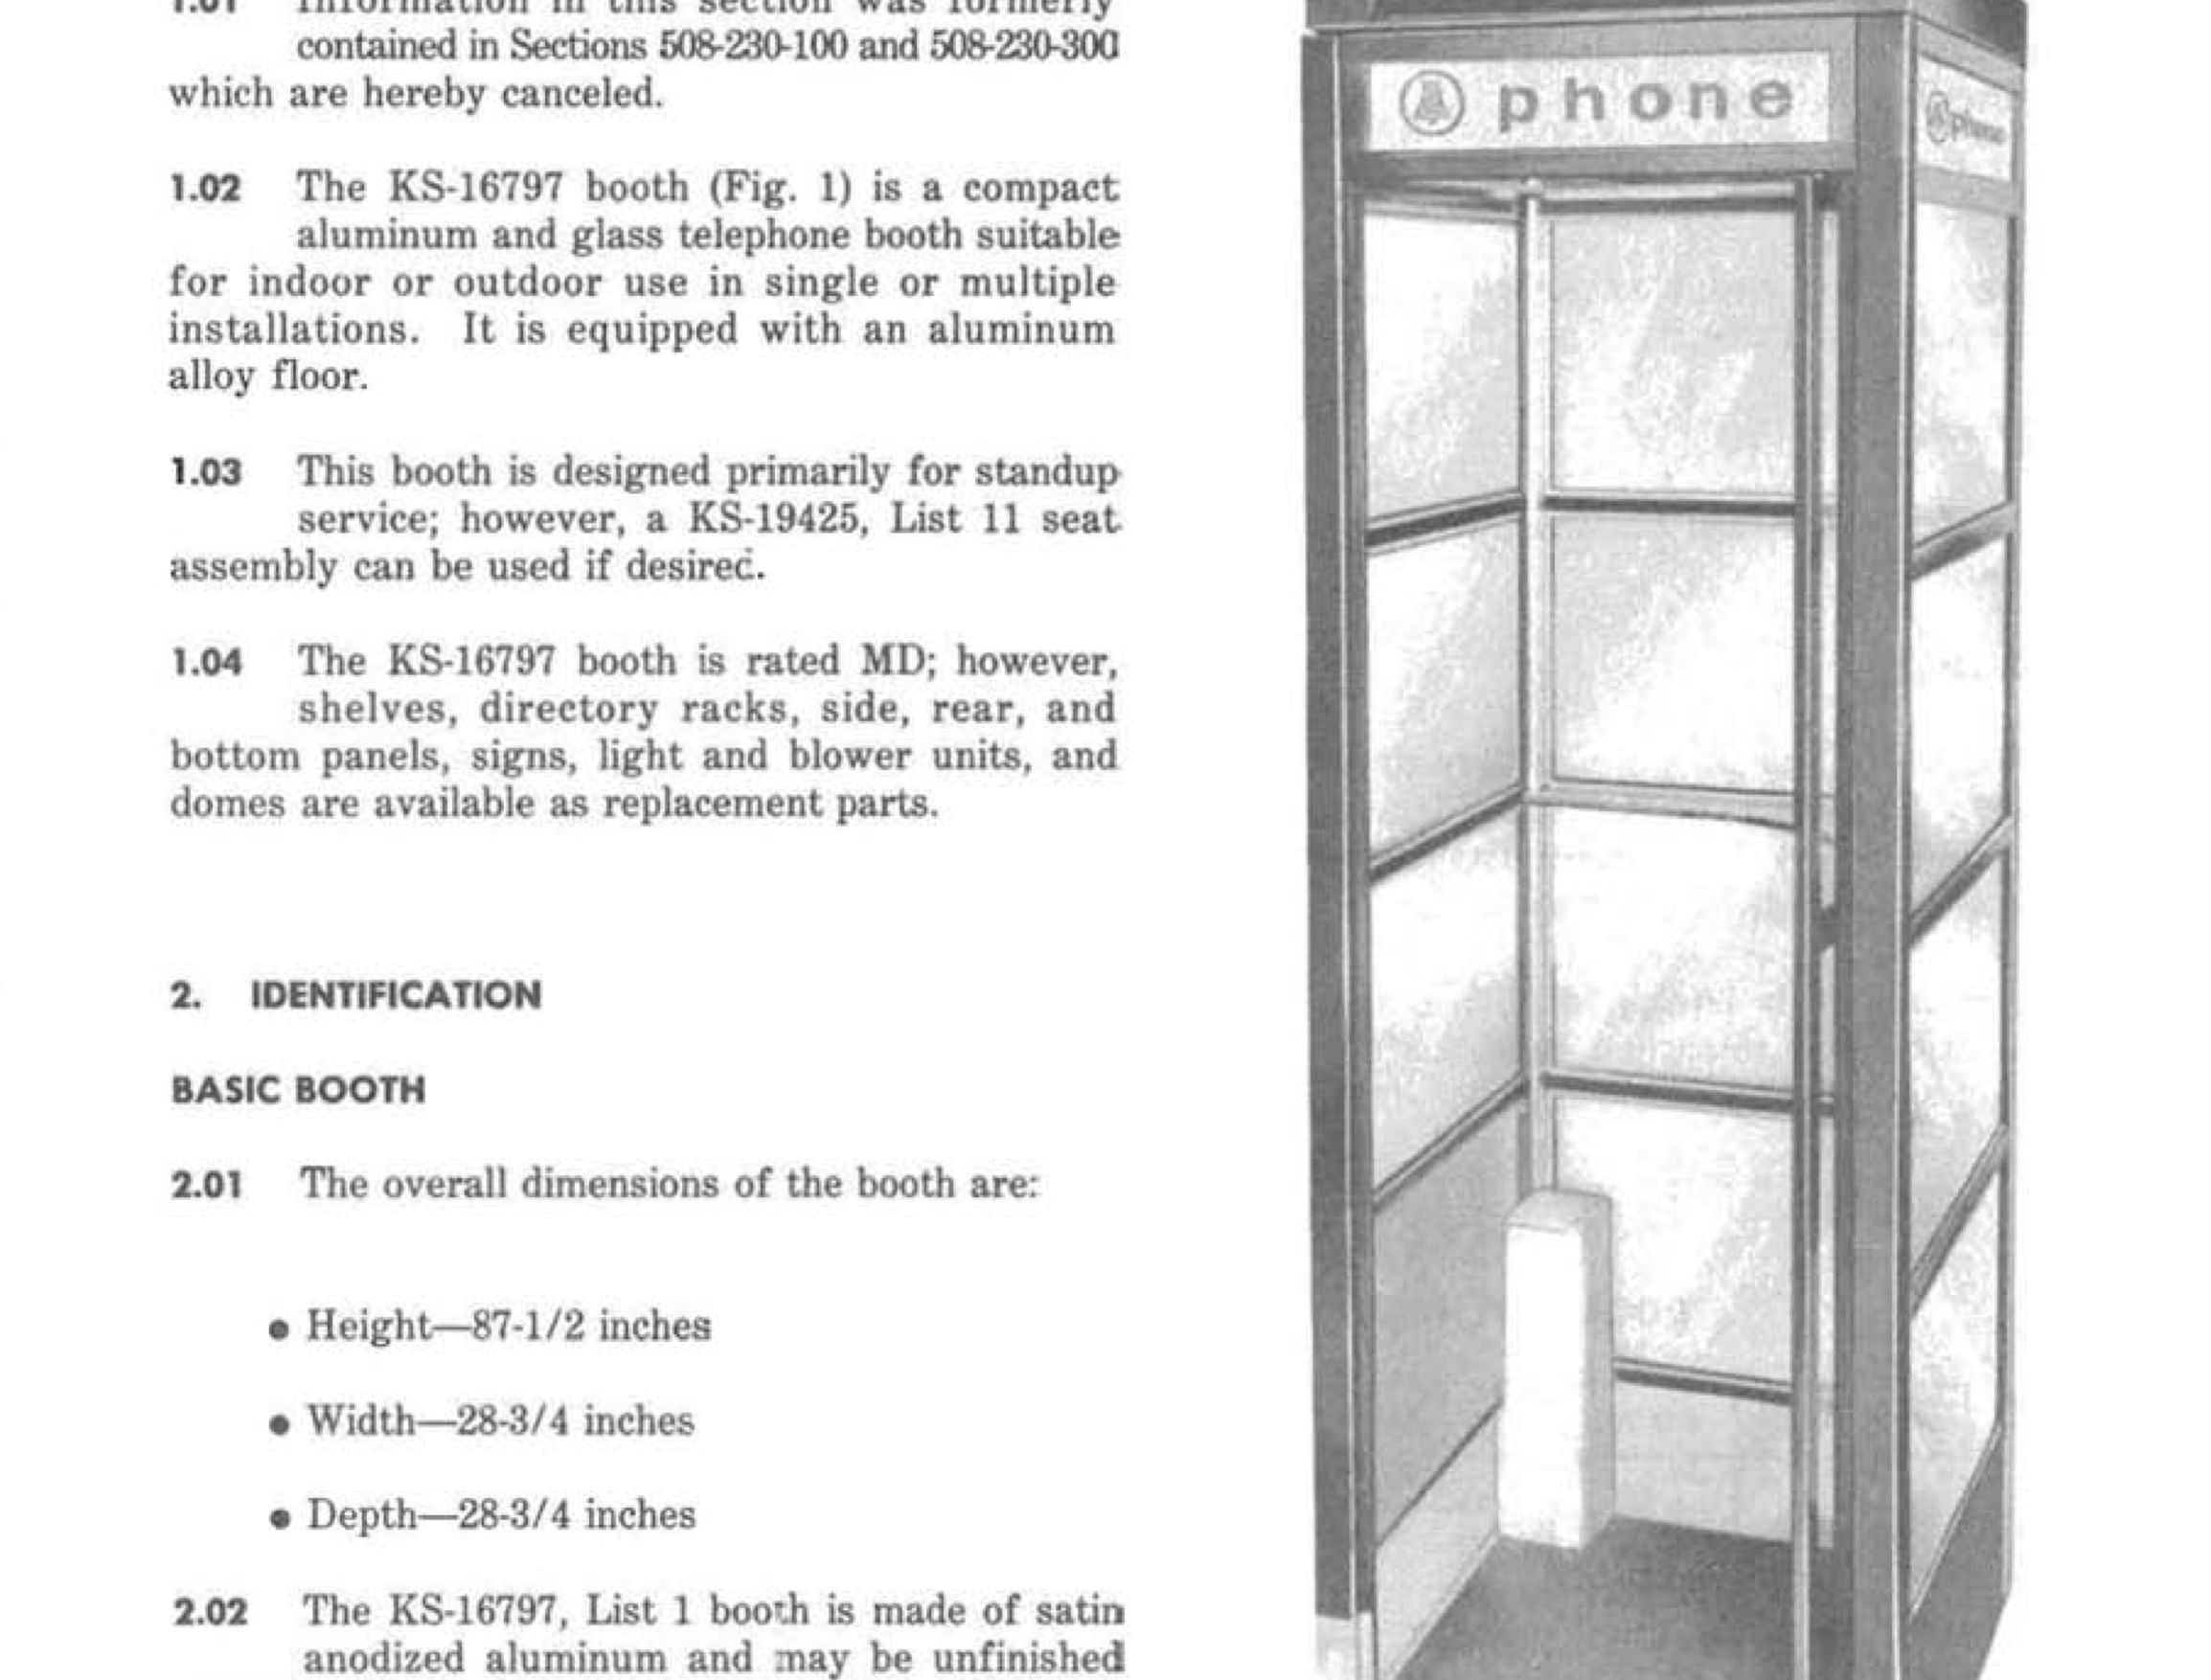 1.01 Information in this section was formerly
contained in Sections 508-230-100 and 508-230-300
which are hereby canceled.
1.02 The KS-16797 booth (Fig. 1) is a compact
aluminum and glass telephone booth suitable
for indoor or outdoor use in single or multiple
installations. It is equipped with an aluminum
alloy floor.
1.03 This booth is designed primarily for standup
service; however, a KS-19425, List 11 seat
assembly can be used if desired.
1.04 The KS-16797 booth is rated MD; however,
shelves, directory racks, side, rear, and
bottom panels, signs, light and blower units, and
domes are available as replacement parts.
2. IDENTIFICATION
BASIC BOOTH
2.01 The overall dimensions of the booth are:
● Height—87-1/2 inches
● Width—28-3/4 inches
● Depth—28-3/4 inches
2.02 The KS-16797, List 1 booth is made of satin
anodized aluminum and may be unfinished
phone
phone